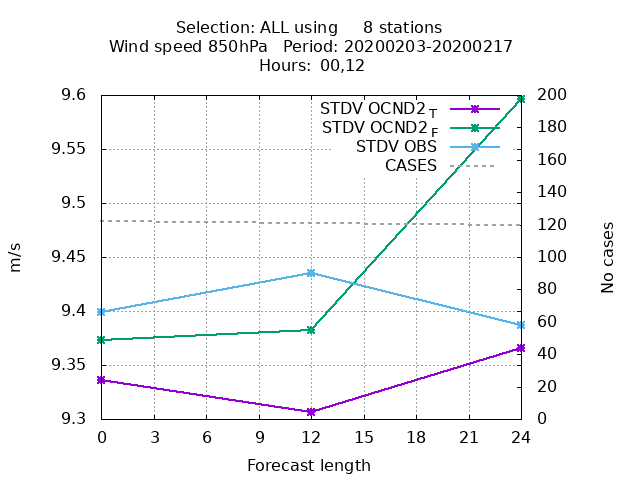 Selection: ALL using     8 stations
Wind speed 850hPa   Period: 20200203-20200217
Hours:  00,12
STDV OCND2 T
STDV OCND2 F
STDV OBS
CASES
9.6
9.55
9.5
9.45
9.4
9.35
9.3
m/s
200
180
160
140
120
100
80
60
40
20
0
No cases
0 3 6 9 12 15 18 21 24
Forecast length